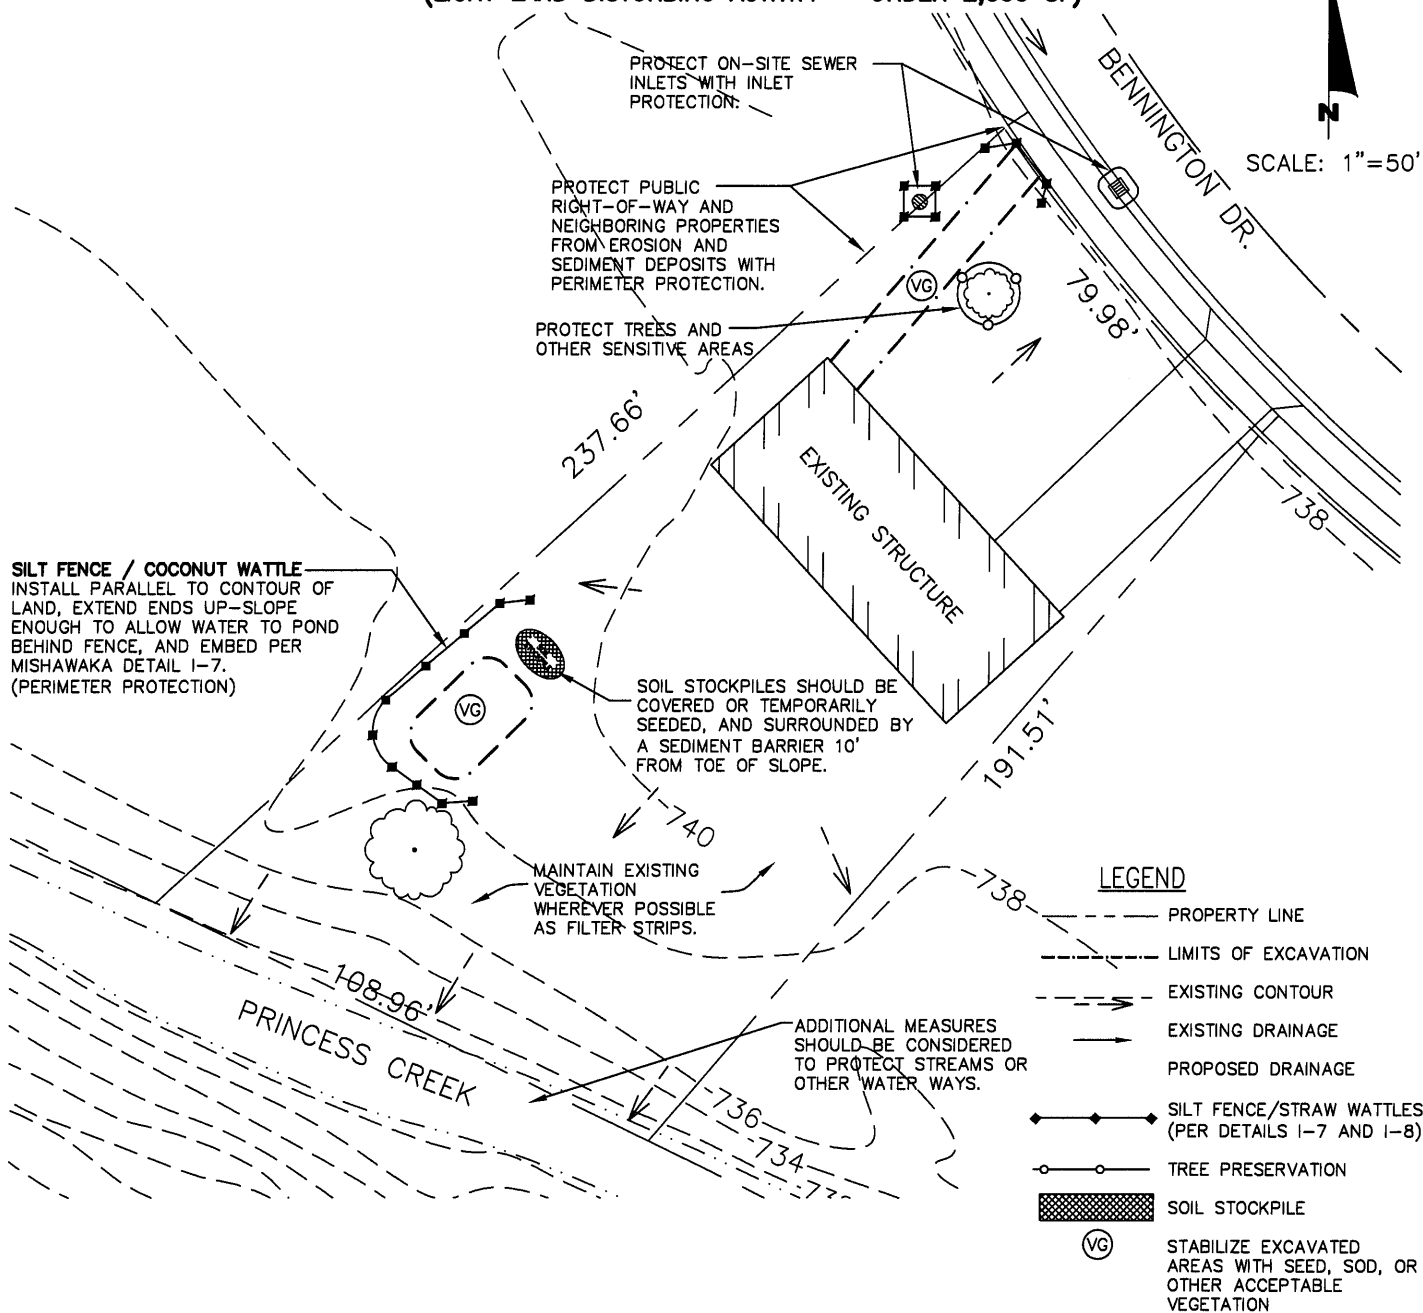 PROTECT ON-SITE SEWER
INLETS WITH INLET
PROTECTION.
BENNINGTON DR.
N
SCALE: 1"=50'
PROTECT PUBLIC
RIGHT-OF-WAY AND
NEIGHBORING PROPERTIES
FROM EROSION AND
SEDIMENT DEPOSITS WITH
PERIMETER PROTECTION.
VG
79.98'
PROTECT TREES AND
OTHER SENSITIVE AREAS
237.66'
EXISTING STRUCTURE
738
SILT FENCE / COCONUT WATTLE
INSTALL PARALLEL TO CONTOUR OF
LAND, EXTEND ENDS UP-SLOPE
ENOUGH TO ALLOW WATER TO POND
BEHIND FENCE, AND EMBED PER
MISHAWAKA DETAIL I-7.
(PERIMETER PROTECTION)
VG
SOIL STOCKPILES SHOULD BE
COVERED OR TEMPORARILY
SEEDED, AND SURROUNDED BY
A SEDIMENT BARRIER 10'
FROM TOE OF SLOPE.
191.51'
740
MAINTAIN EXISTING
VEGETATION
WHEREVER POSSIBLE
AS FILTER STRIPS.
738
108.96'
PRINCESS CREEK
ADDITIONAL MEASURES
SHOULD BE CONSIDERED
TO PROTECT STREAMS OR
OTHER WATER WAYS.
736
734
LEGEND
PROPERTY LINE
LIMITS OF EXCAVATION
EXISTING CONTOUR
EXISTING DRAINAGE
PROPOSED DRAINAGE
SILT FENCE/STRAW WATTLES
(PER DETAILS I-7 AND I-8)
TREE PRESERVATION
SOIL STOCKPILE
VG
STABILIZE EXCAVATED
AREAS WITH SEED, SOD, OR
OTHER ACCEPTABLE
VEGETATION